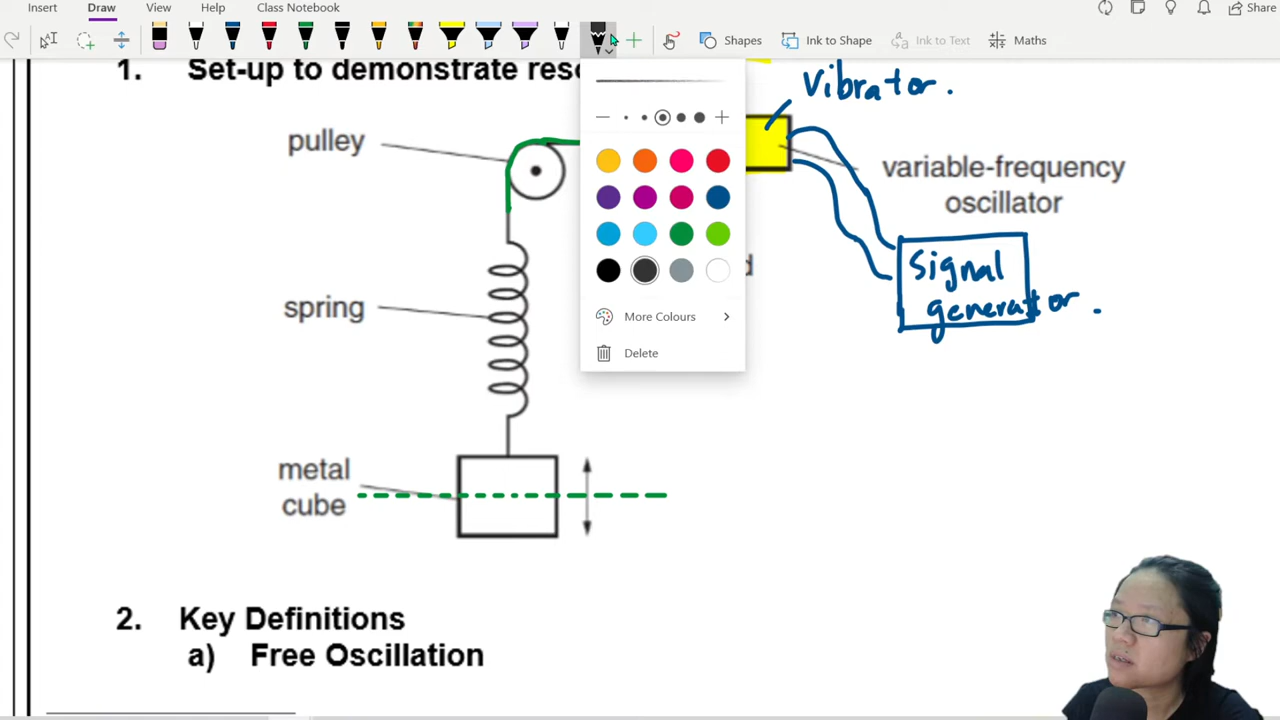 Insert Draw View Help Class Notebook Share
Shapes Ink to Shape Ink to Text Maths
1. Set-up to demonstrate
Vibrator.
pulley
variable-frequency
oscillator
Signal
generator.
spring
More Colours
Delete
metal
cube
2. Key Definitions
a) Free Oscillation